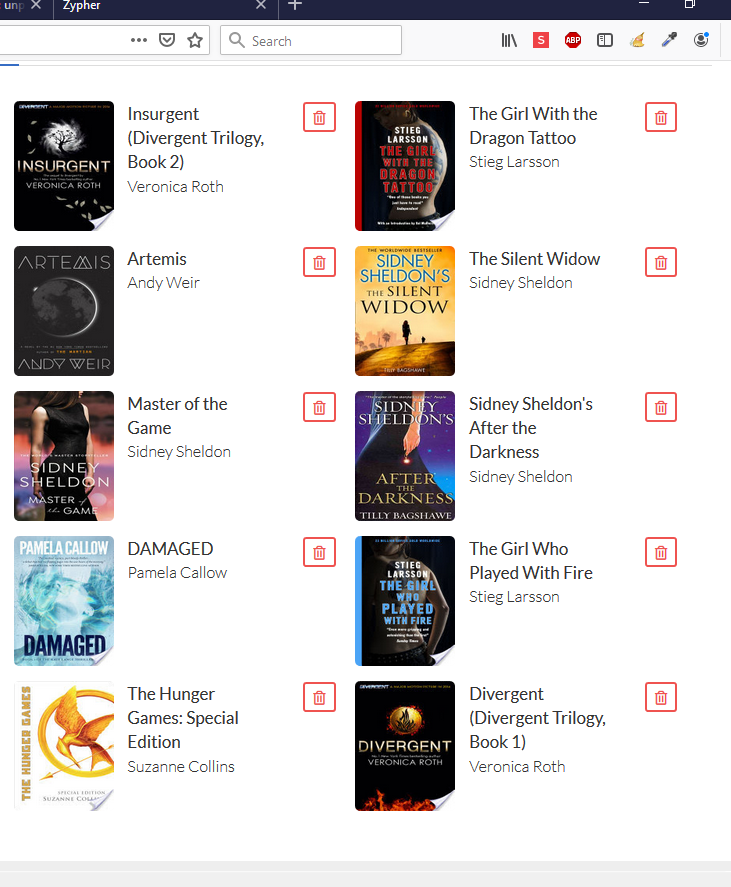 unp
Zypher
Search
S
ABP
INSURGENT
VERONICA ROTH
Insurgent
(Divergent Trilogy,
Book 2)
Veronica Roth
STIEG
LARSSON
THE GIRL
WITH THE
DRAGON
TATTOO
The Girl With the
Dragon Tattoo
Stieg Larsson
ARTEMIS
ANDY WEIR
Artemis
Andy Weir
THE WORLDWIDE BESTSELLER
SIDNEY
SHELDON'S
THE SILENT
WIDOW
TILLY BAGSHAWE
The Silent Widow
Sidney Sheldon
SIDNEY
SHELDON
MASTER of
the GAME
Master of the
Game
Sidney Sheldon
SIDNEY
SHELDON'S
AFTER
THE
DARKNESS
TILLY BAGSHAWE
Sidney Sheldon's
After the
Darkness
Sidney Sheldon
PAMELA CALLOW
DAMAGED
DAMAGED
Pamela Callow
STIEG
LARSSON
THE GIRL
WHO
PLAYED
WITH FIRE
The Girl Who
Played With Fire
Stieg Larsson
THE HUNGER GAMES
SPECIAL EDITION
The Hunger
Games: Special
Edition
Suzanne Collins
DIVERGENT
VERONICA ROTH
Divergent
(Divergent Trilogy,
Book 1)
Veronica Roth